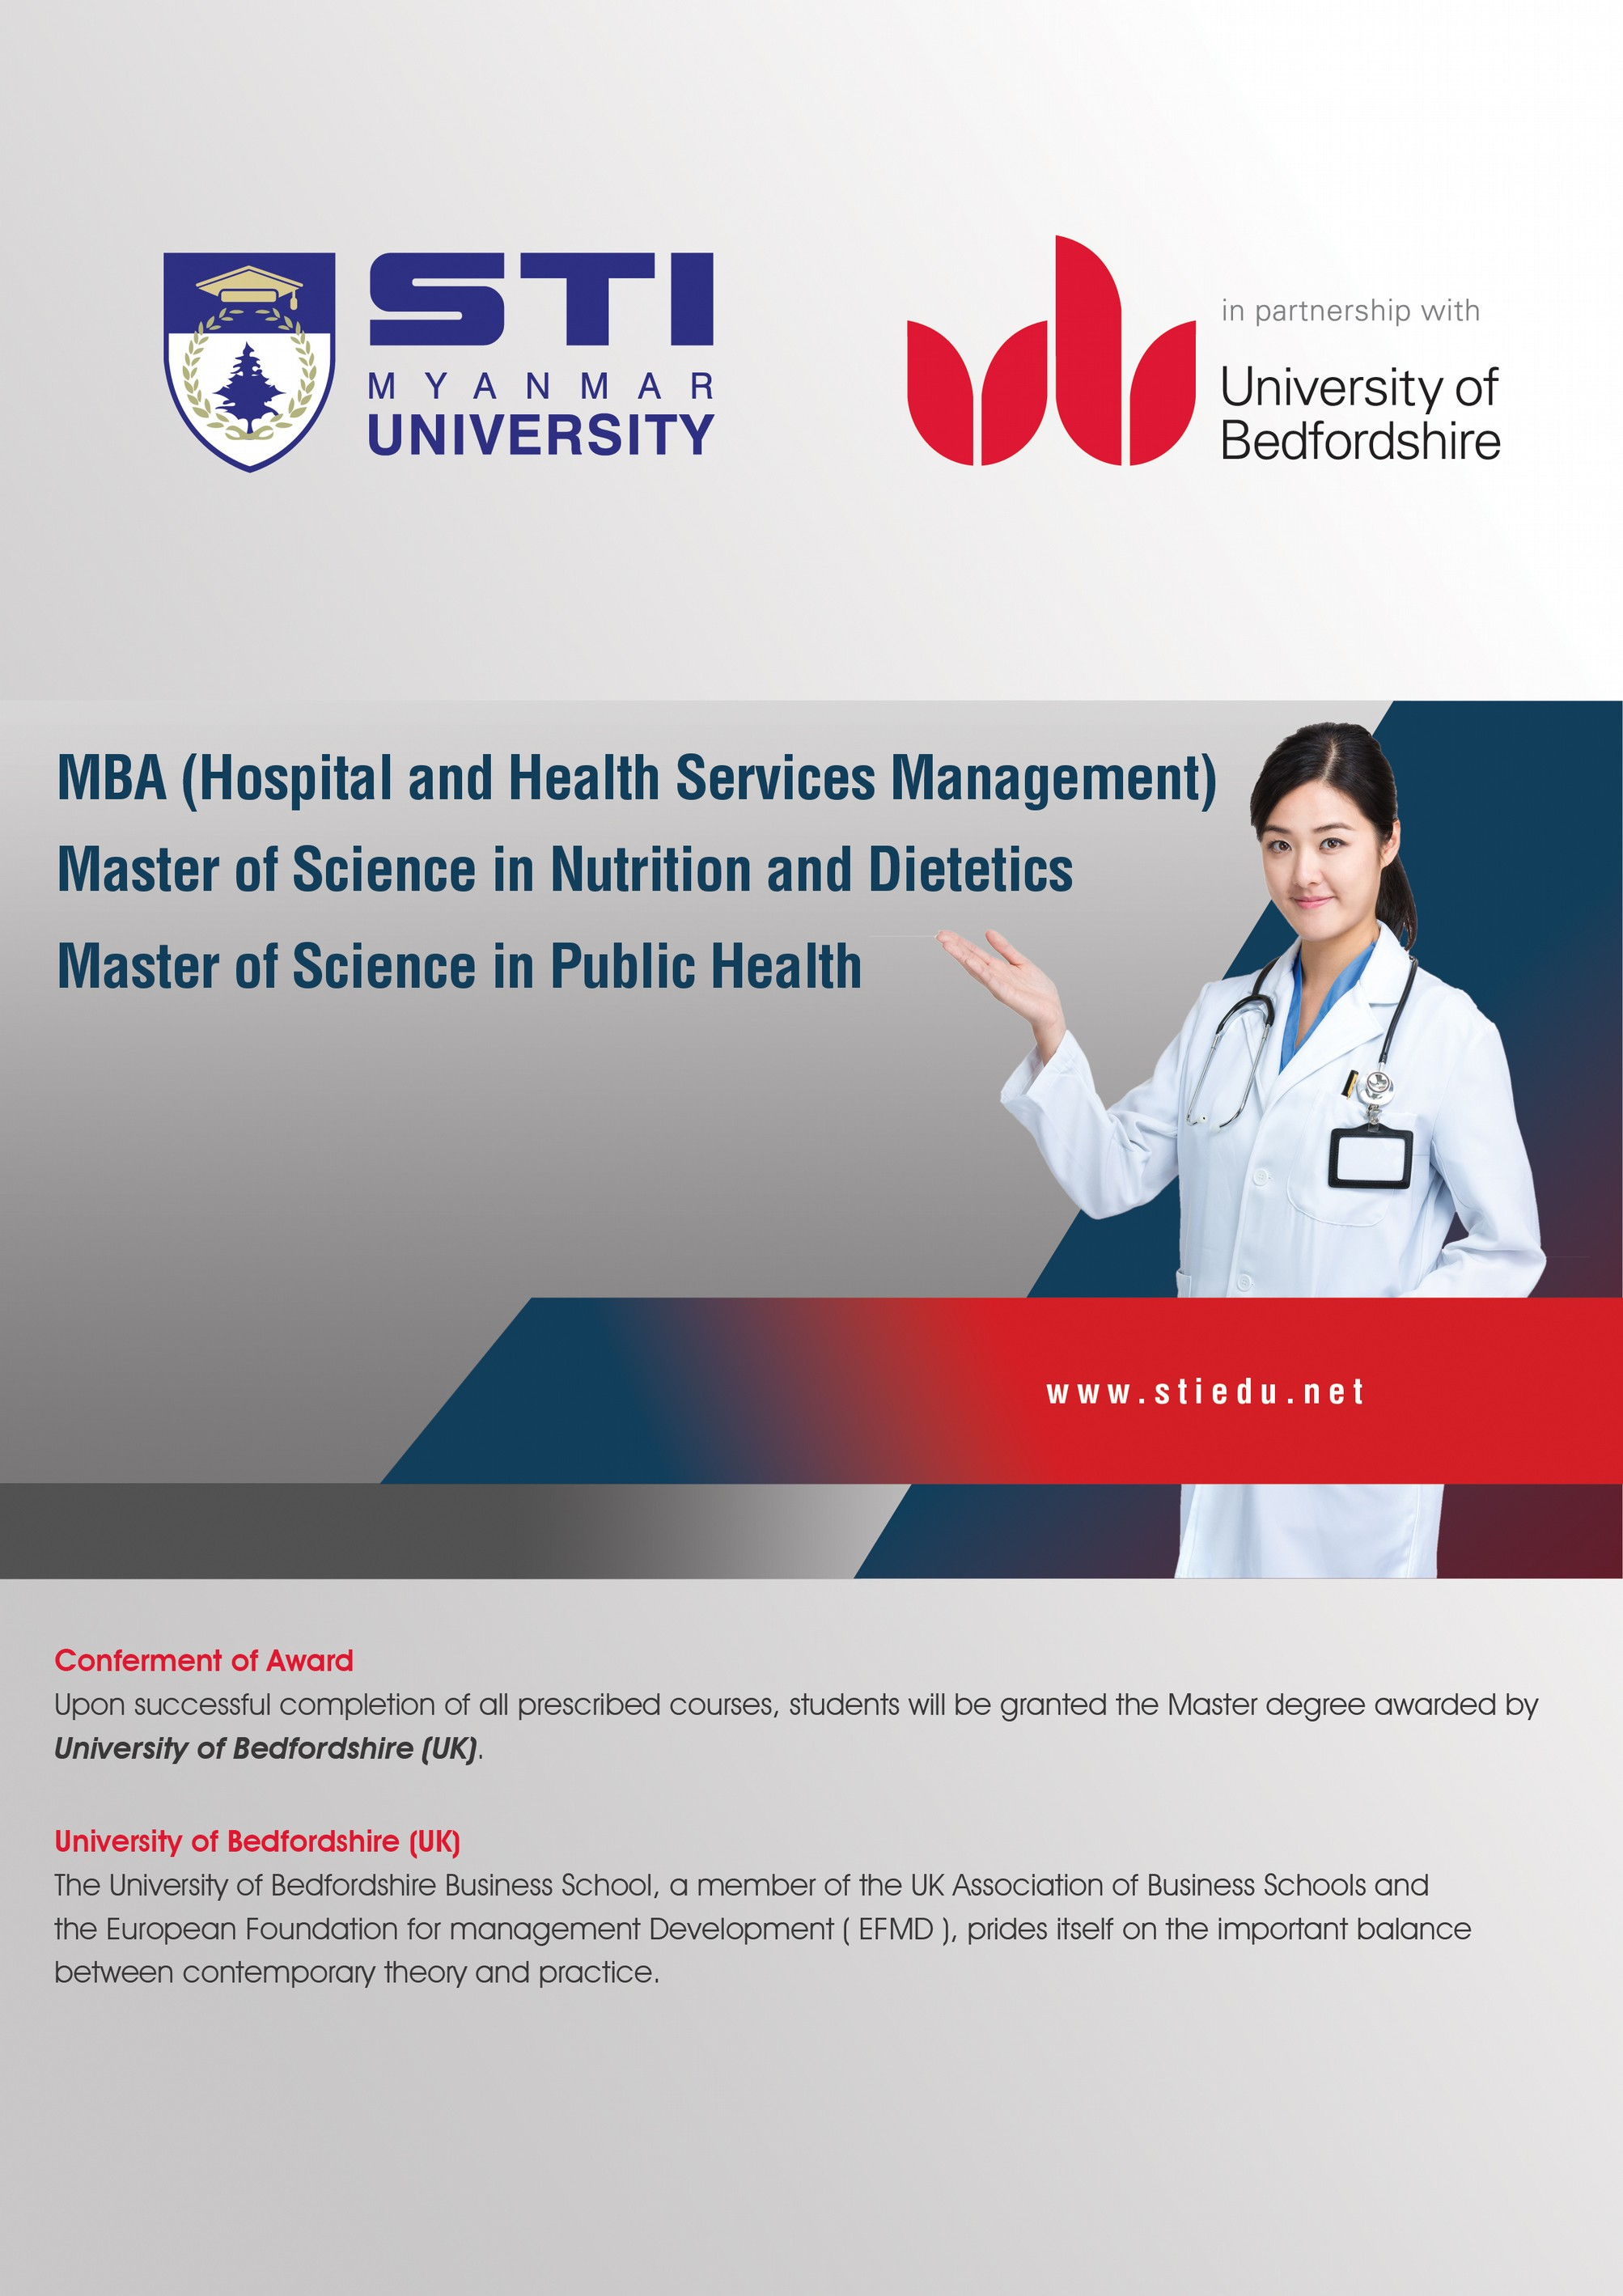 STI
MYANMAR
UNIVERSITY
in partnership with
University of
Bedfordshire
MBA (Hospital and Health Services Management)
Master of Science in Nutrition and Dietetics
Master of Science in Public Health
www.stiedu.net
Conferment of Award
Upon successful completion of all prescribed courses, students will be granted the Master degree awarded by
University of Bedfordshire (UK).
University of Bedfordshire (UK)
The University of Bedfordshire Business School, a member of the UK Association of Business Schools and
the European Foundation for management Development ( EFMD ), prides itself on the important balance
between contemporary theory and practice.